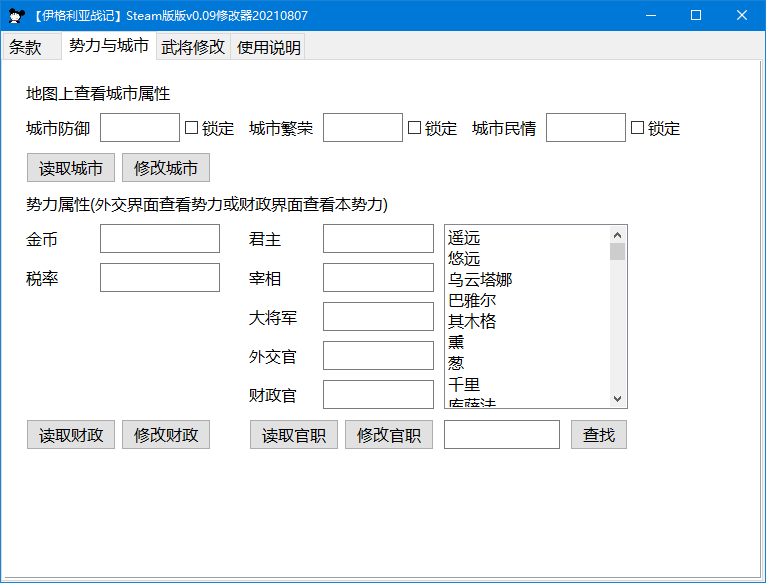 【伊格利亚战记】Steam版版v0.09修改器20210807
条款 势力与城市 武将修改 使用说明
地图上查看城市属性
城市防御 锁定 城市繁荣 锁定 城市民情 锁定
读取城市 修改城市
势力属性(外交界面查看势力或财政界面查看本势力)
金币 君主
税率 宰相
大将军
外交官
财政官
遥远
悠远
乌云塔娜
巴雅尔
其木格
熏
葱
千里
库萨法
读取财政 修改财政 读取官职 修改官职 查找